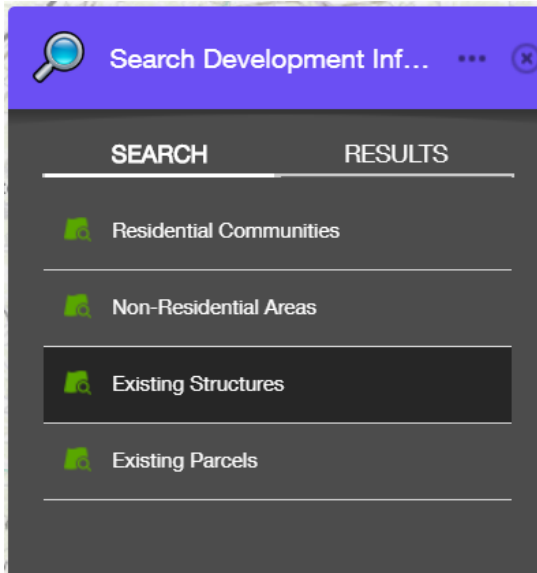 Search Development Inf...
SEARCH RESULTS
Residential Communities
Non-Residential Areas
Existing Structures
Existing Parcels